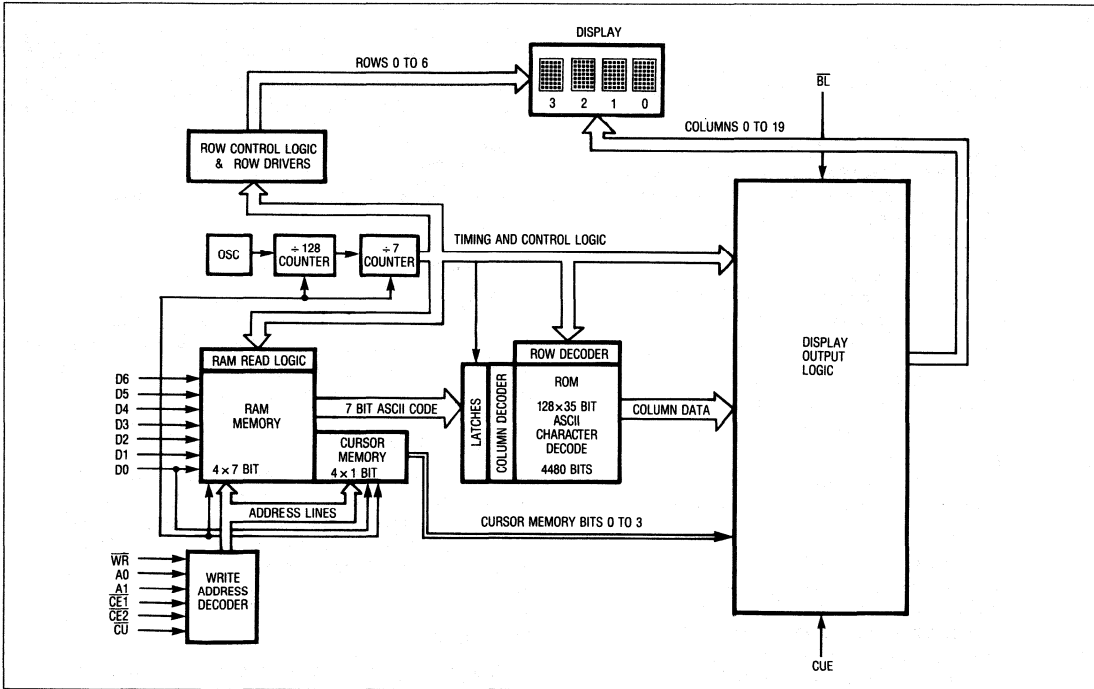 DISPLAY
3 2 1 0
ROWS 0 TO 6
BL
COLUMNS 0 TO 19
ROW CONTROL LOGIC
& ROW DRIVERS
TIMING AND CONTROL LOGIC
OSC
÷ 128
COUNTER
÷ 7
COUNTER
RAM READ LOGIC
ROW DECODER
D6
D5
D4
D3
D2
D1
D0
RAM
MEMORY
4 × 7 BIT
7 BIT ASCII CODE
LATCHES
COLUMN DECODER
ROM
128×35 BIT
ASCII
CHARACTER
DECODE
4480 BITS
COLUMN DATA
DISPLAY
OUTPUT
LOGIC
CURSOR
MEMORY
4 × 1 BIT
ADDRESS LINES
CURSOR MEMORY BITS 0 TO 3
WR
A0
A1
CE1
CE2
CU
WRITE
ADDRESS
DECODER
CUE